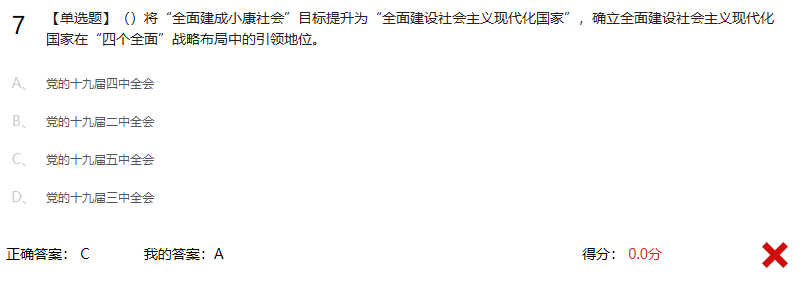 7 【单选题】（）将“全面建成小康社会”目标提升为“全面建设社会主义现代化国家”，确立全面建设社会主义现代化
国家在“四个全面”战略布局中的引领地位。
A、 党的十九届四中全会
B、 党的十九届二中全会
C、 党的十九届五中全会
D、 党的十九届三中全会
正确答案： C 我的答案：A 得分： 0.0分